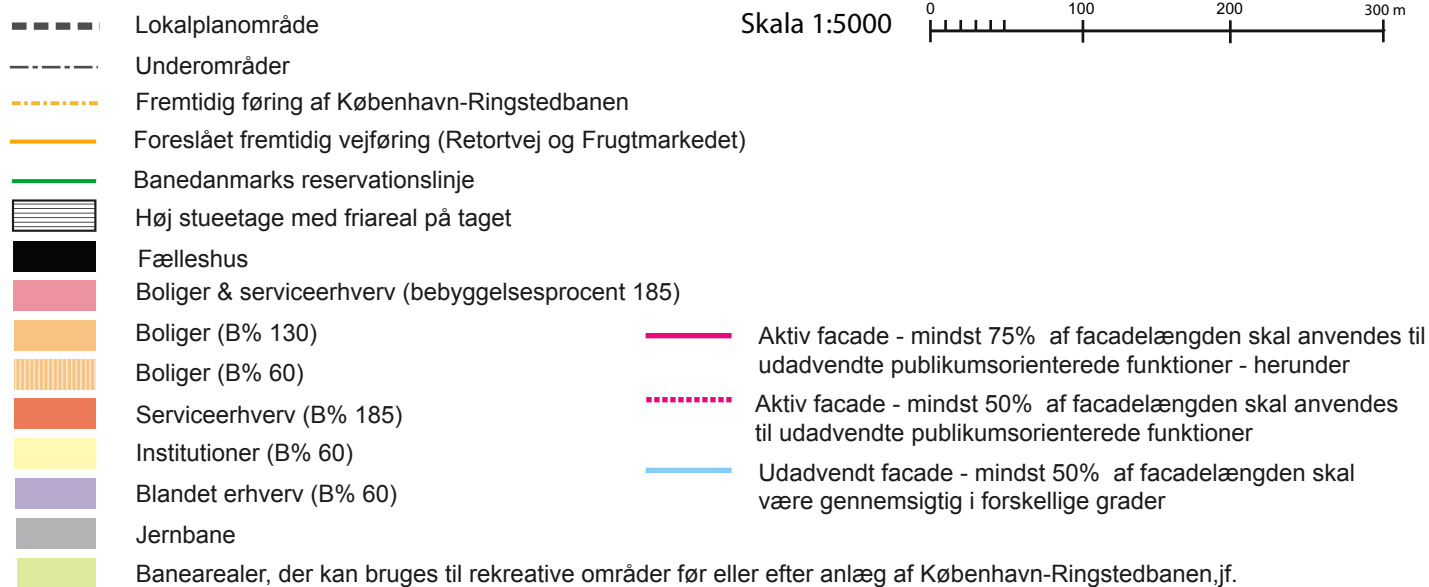 Lokalplanområde
Skala 1:5000
0 100 200 300 m
Underområder
Fremtidig føring af København-Ringstedbanen
Foreslået fremtidig vejføring (Retortvej og Frugtmarkedet)
Banedanmarks reservationslinje
Høj stueetage med friareal på taget
Fælleshus
Boliger & serviceerhverv (bebyggelsesprocent 185)
Boliger (B% 130)
Boliger (B% 60)
Serviceerhverv (B% 185)
Institutioner (B% 60)
Blandet erhverv (B% 60)
Jernbane
Banearealer, der kan bruges til rekreative områder før eller efter anlæg af København-Ringstedbanen,jf.
Aktiv facade - mindst 75% af facadelængden skal anvendes til
udadvendte publikumsorienterede funktioner - herunder
Aktiv facade - mindst 50% af facadelængden skal anvendes
til udadvendte publikumsorienterede funktioner
Udadvendt facade - mindst 50% af facadelængden skal
være gennemsigtig i forskellige grader